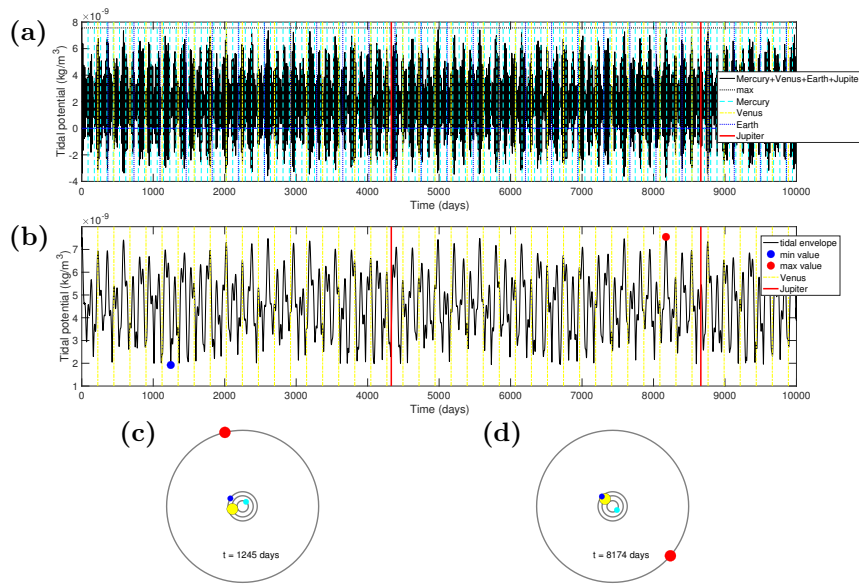 (a)
×10^-9
8
6
4
2
0
-2
-4
Tidal potential (kg/m^3)
0 1000 2000 3000 4000 5000 6000 7000 8000 9000 10000
Time (days)
Mercury+Venus+Earth+Jupiter
max
Mercury
Venus
Earth
Jupiter
(b)
×10^-9
7
6
5
4
3
2
1
Tidal potential (kg/m^3)
0 1000 2000 3000 4000 5000 6000 7000 8000 9000 10000
Time (days)
tidal envelope
min value
max value
Venus
Jupiter
(c)
t = 1245 days
(d)
t = 8174 days